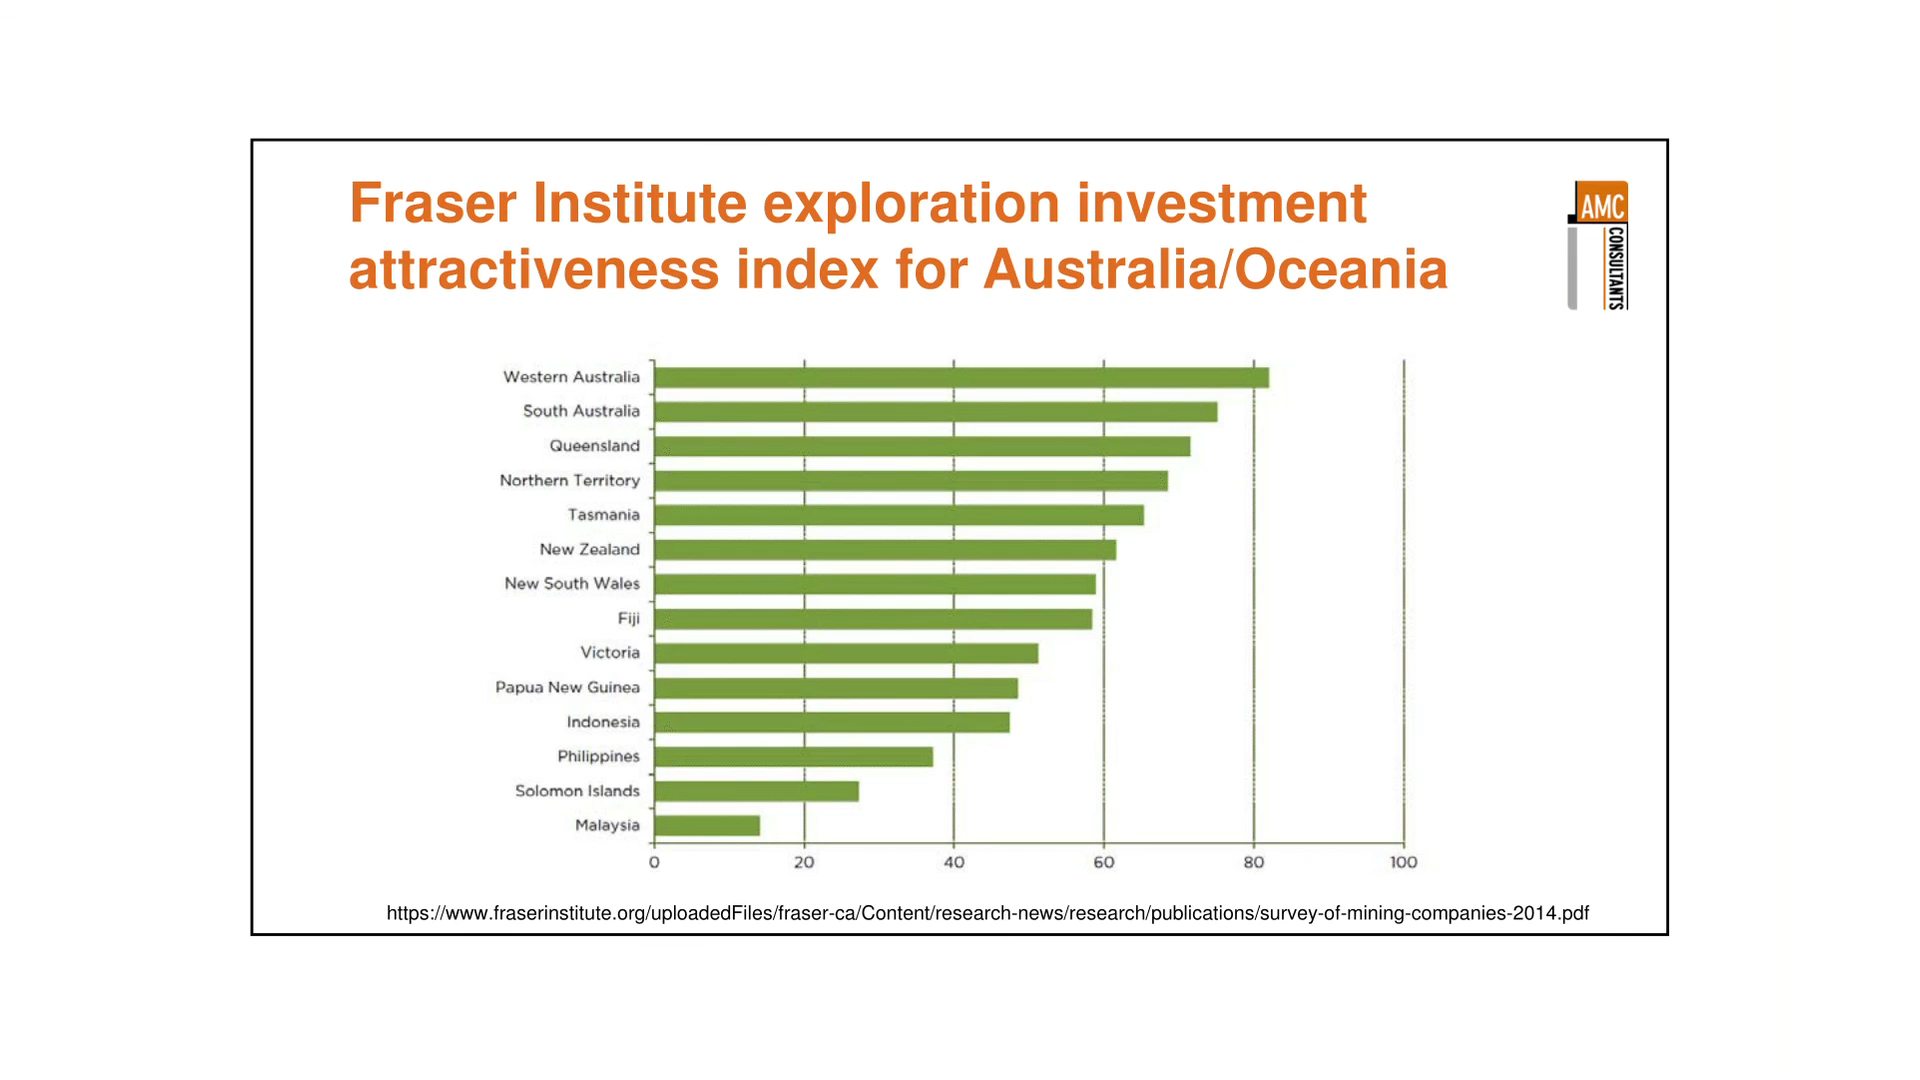 Fraser Institute exploration investment
attractiveness index for Australia/Oceania
AMC
CONSULTANTS
Western Australia
South Australia
Queensland
Northern Territory
Tasmania
New Zealand
New South Wales
Fiji
Victoria
Papua New Guinea
Indonesia
Philippines
Solomon Islands
Malaysia
0 20 40 60 80 100
https://www.fraserinstitute.org/uploadedFiles/fraser-ca/Content/research-news/research/publications/survey-of-mining-companies-2014.pdf